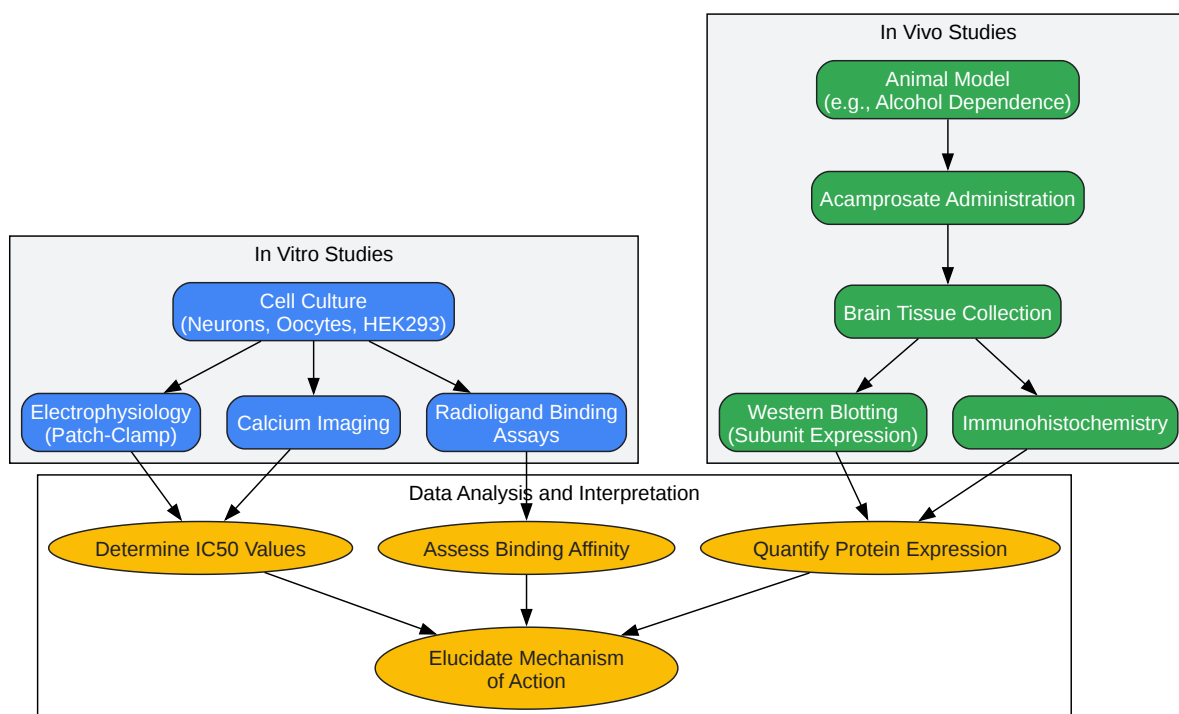 In Vivo Studies
Animal Model
(e.g., Alcohol Dependence)
Acamprosate Administration
Brain Tissue Collection
Western Blotting
(Subunit Expression)
Immunohistochemistry
In Vitro Studies
Cell Culture
(Neurons, Oocytes, HEK293)
Electrophysiology
(Patch-Clamp)
Calcium Imaging
Radioligand Binding
Assays
Data Analysis and Interpretation
Determine IC50 Values
Assess Binding Affinity
Quantify Protein Expression
Elucidate Mechanism
of Action